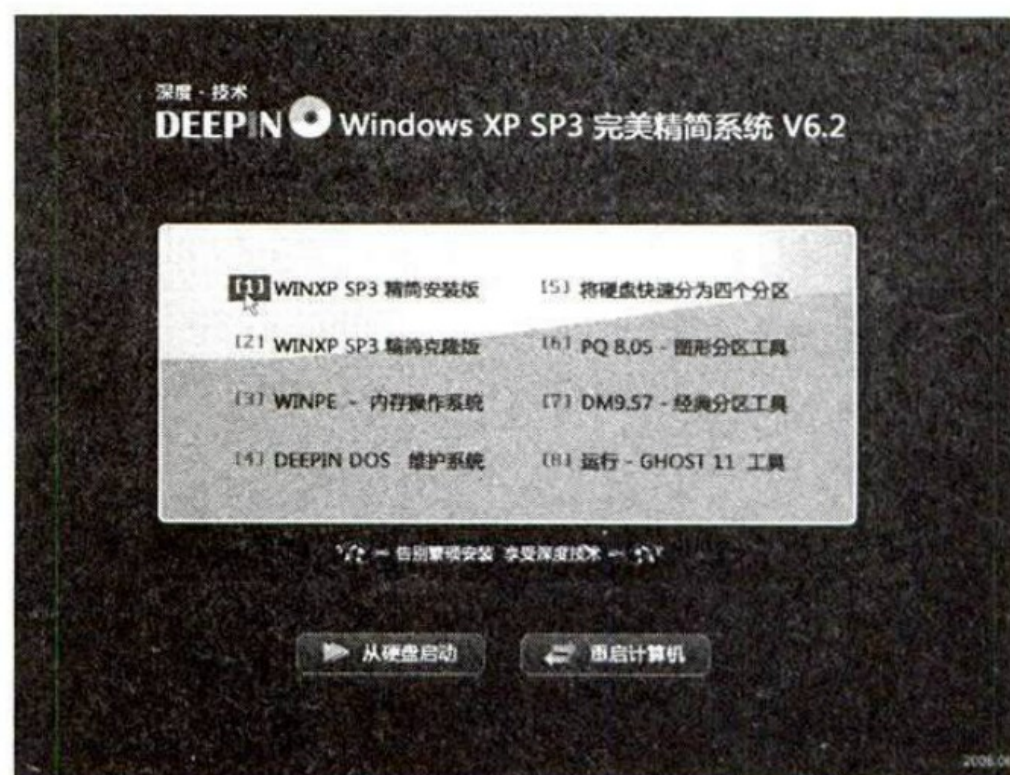 深度·技术
DEEPIN Windows XP SP3 完美精简系统 V6.2
[1] WINXP SP3 精简安装版
[2] WINXP SP3 精简克隆版
[3] WINPE - 内存操作系统
[4] DEEPIN DOS 维护系统
[5] 将硬盘快速分为四个分区
[6] PQ 8.05 - 图形分区工具
[7] DM9.57 - 经典分区工具
[8] 运行 - GHOST 11 工具
告别繁琐安装 享受深度技术
从硬盘启动
重启计算机